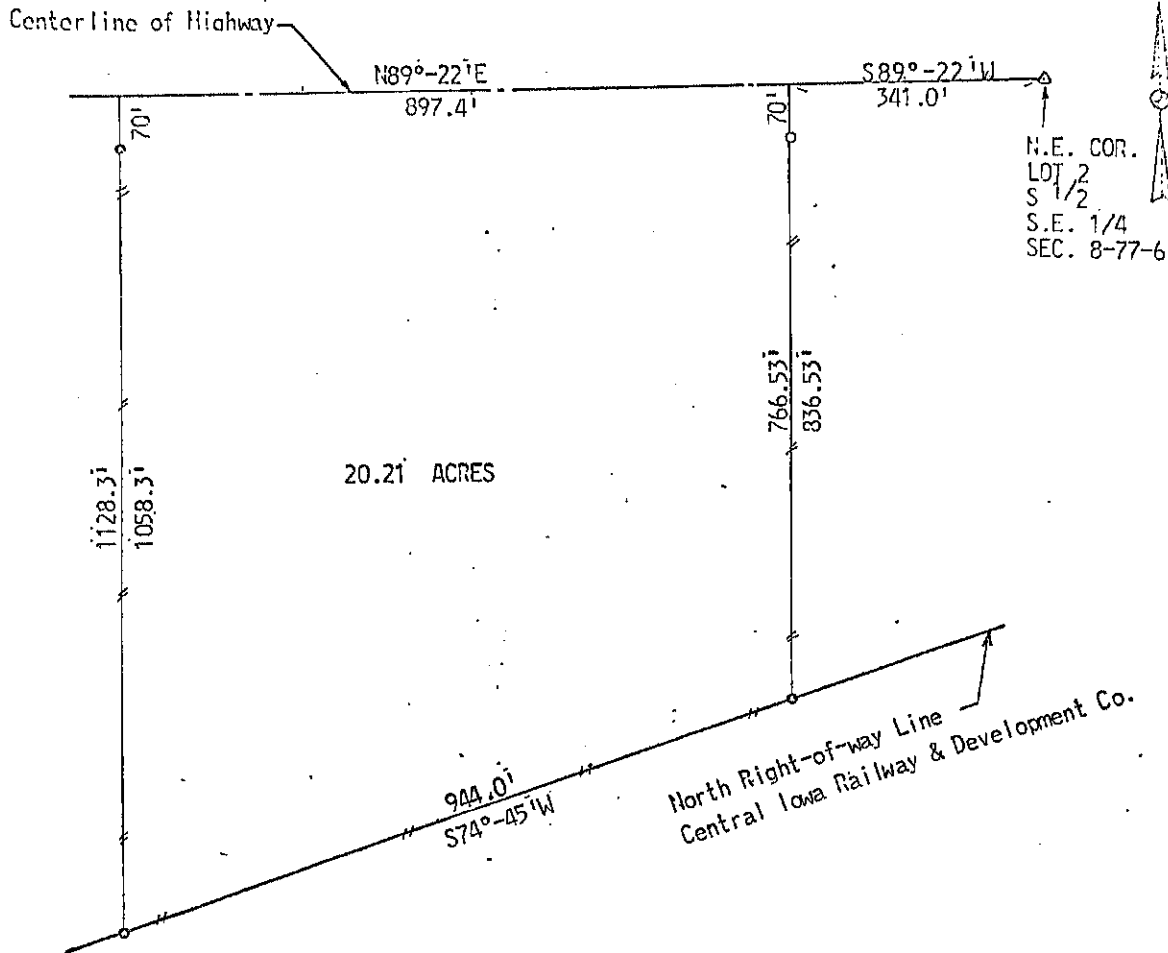 Centerline of Highway
N89°-22'E
897.4'
S89°-22'W
341.0'
70'
70'
N.E. COR.
LOT 2
S 1/2
S.E. 1/4
SEC. 8-77-6
766.53'
836.53'
1128.3'
1058.3'
20.21 ACRES
944.0'
S74°-45'W
North Right-of-way Line
Central Iowa Railway & Development Co.